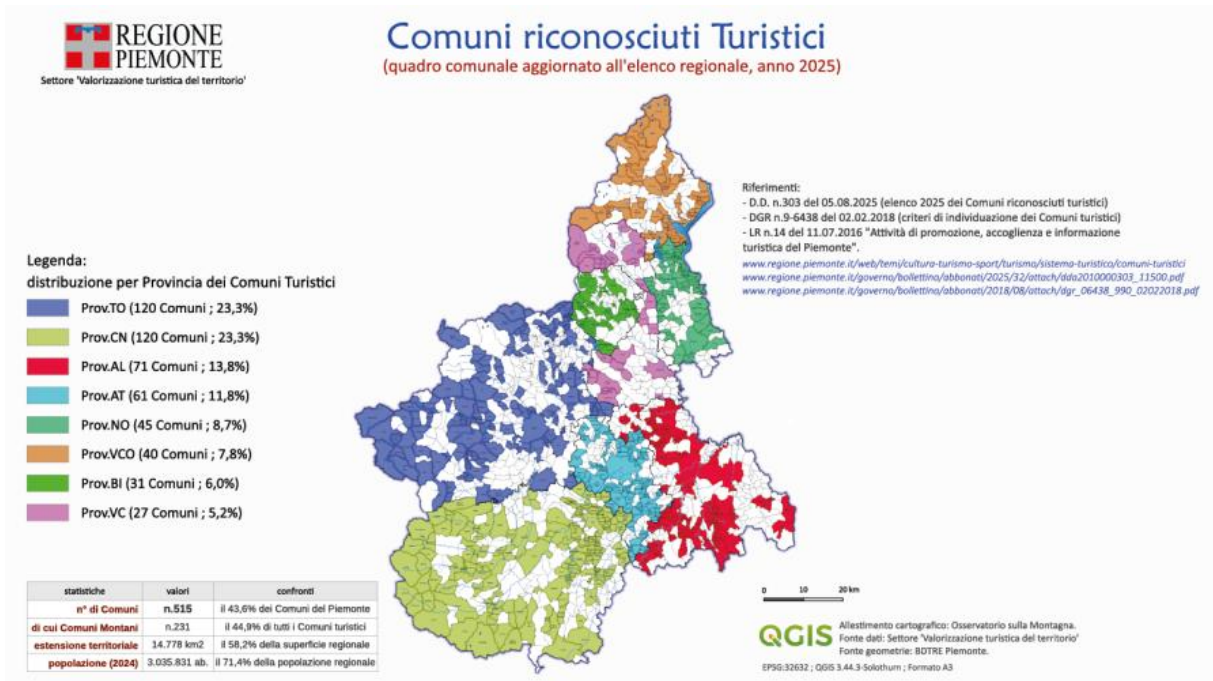 REGIONE
PIEMONTE
Settore 'Valorizzazione turistica del territorio'
Comuni riconosciuti Turistici
(quadro comunale aggiornato all'elenco regionale, anno 2025)
Riferimenti:
- D.D. n.303 del 05.08.2025 (elenco 2025 dei Comuni riconosciuti turistici)
- DGR n.9-6438 del 02.02.2018 (criteri di individuazione dei Comuni turistici)
- LR n.14 del 11.07.2016 "Attività di promozione, accoglienza e informazione
turistica del Piemonte".
www.regione.piemonte.it/web/temi/cultura-turismo-sport/turismo/sistema-turistico/comuni-turistici
www.regione.piemonte.it/governo/bollettino/abbonati/2025/32/attach/dda2010000303_11500.pdf
www.regione.piemonte.it/governo/bollettino/abbonati/2018/08/attach/dgr_06438_990_02022018.pdf
Legenda:
distribuzione per Provincia dei Comuni Turistici
Prov.TO (120 Comuni ; 23,3%)
Prov.CN (120 Comuni ; 23,3%)
Prov.AL (71 Comuni ; 13,8%)
Prov.AT (61 Comuni ; 11,8%)
Prov.NO (45 Comuni ; 8,7%)
Prov.VCO (40 Comuni ; 7,8%)
Prov.BI (31 Comuni ; 6,0%)
Prov.VC (27 Comuni ; 5,2%)
statistiche valori confronti
n° di Comuni n.515 il 43,6% dei Comuni del Piemonte
di cui Comuni Montani n.231 il 44,9% di tutti i Comuni turistici
estensione territoriale 14.778 km2 il 58,2% della superficie regionale
popolazione (2024) 3.035.831 ab. il 71,4% della popolazione regionale
0 10 20 km
QGIS
Allestimento cartografico: Osservatorio sulla Montagna.
Fonte dati: Settore 'Valorizzazione turistica del territorio'
Fonte geometrie: BDTRE Piemonte.
EPSG:32632 ; QGIS 3.44.3-Solothurn ; Formato A3